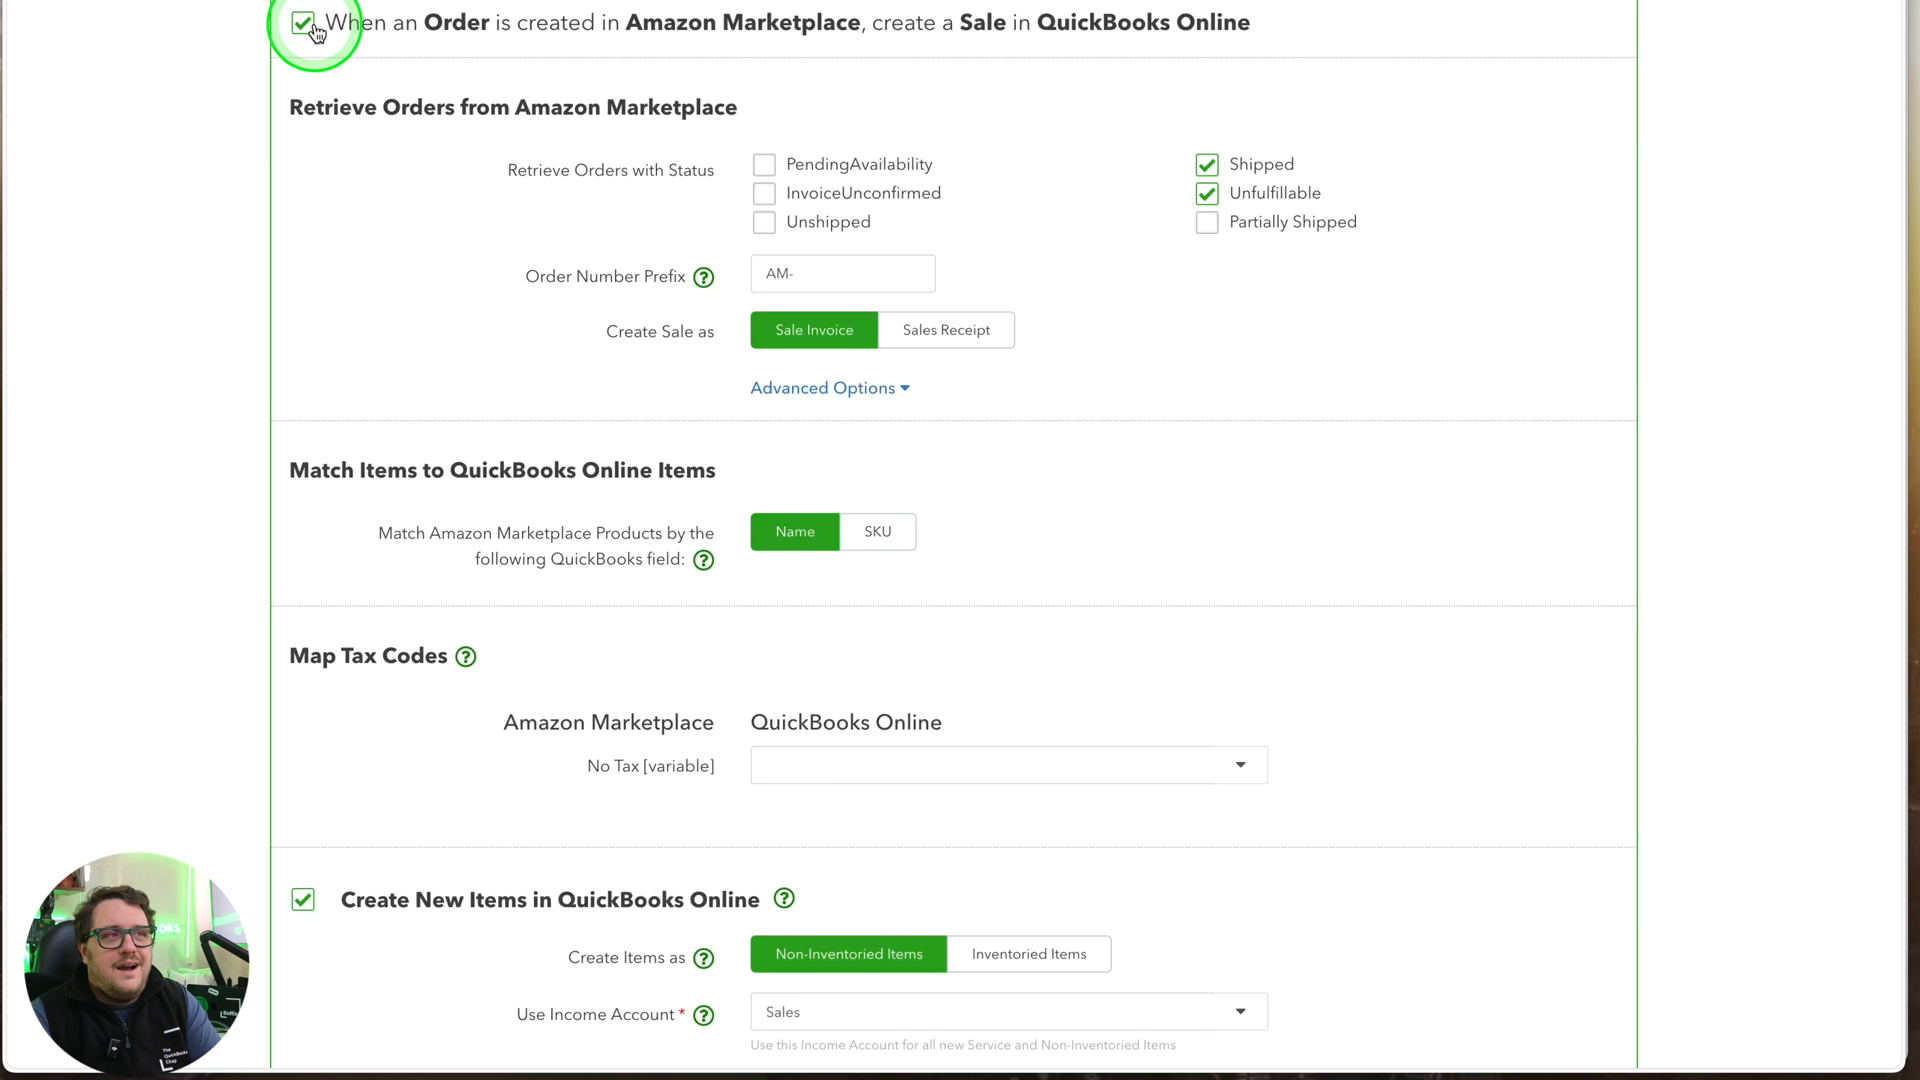 When an Order is created in Amazon Marketplace, create a Sale in QuickBooks Online
Retrieve Orders from Amazon Marketplace
Retrieve Orders with Status
PendingAvailability
Shipped
InvoiceUnconfirmed
Unfulfillable
Unshipped
Partially Shipped
Order Number Prefix ?
AM-
Create Sale as
Sale Invoice
Sales Receipt
Advanced Options
Match Items to QuickBooks Online Items
Match Amazon Marketplace Products by the
following QuickBooks field: ?
Name
SKU
Map Tax Codes ?
Amazon Marketplace
QuickBooks Online
No Tax [variable]
Create New Items in QuickBooks Online ?
Create Items as ?
Non-Inventoried Items
Inventoried Items
Use Income Account * ?
Sales
Use this Income Account for all new Service and Non-Inventoried Items
The
QuickBooks
Chap